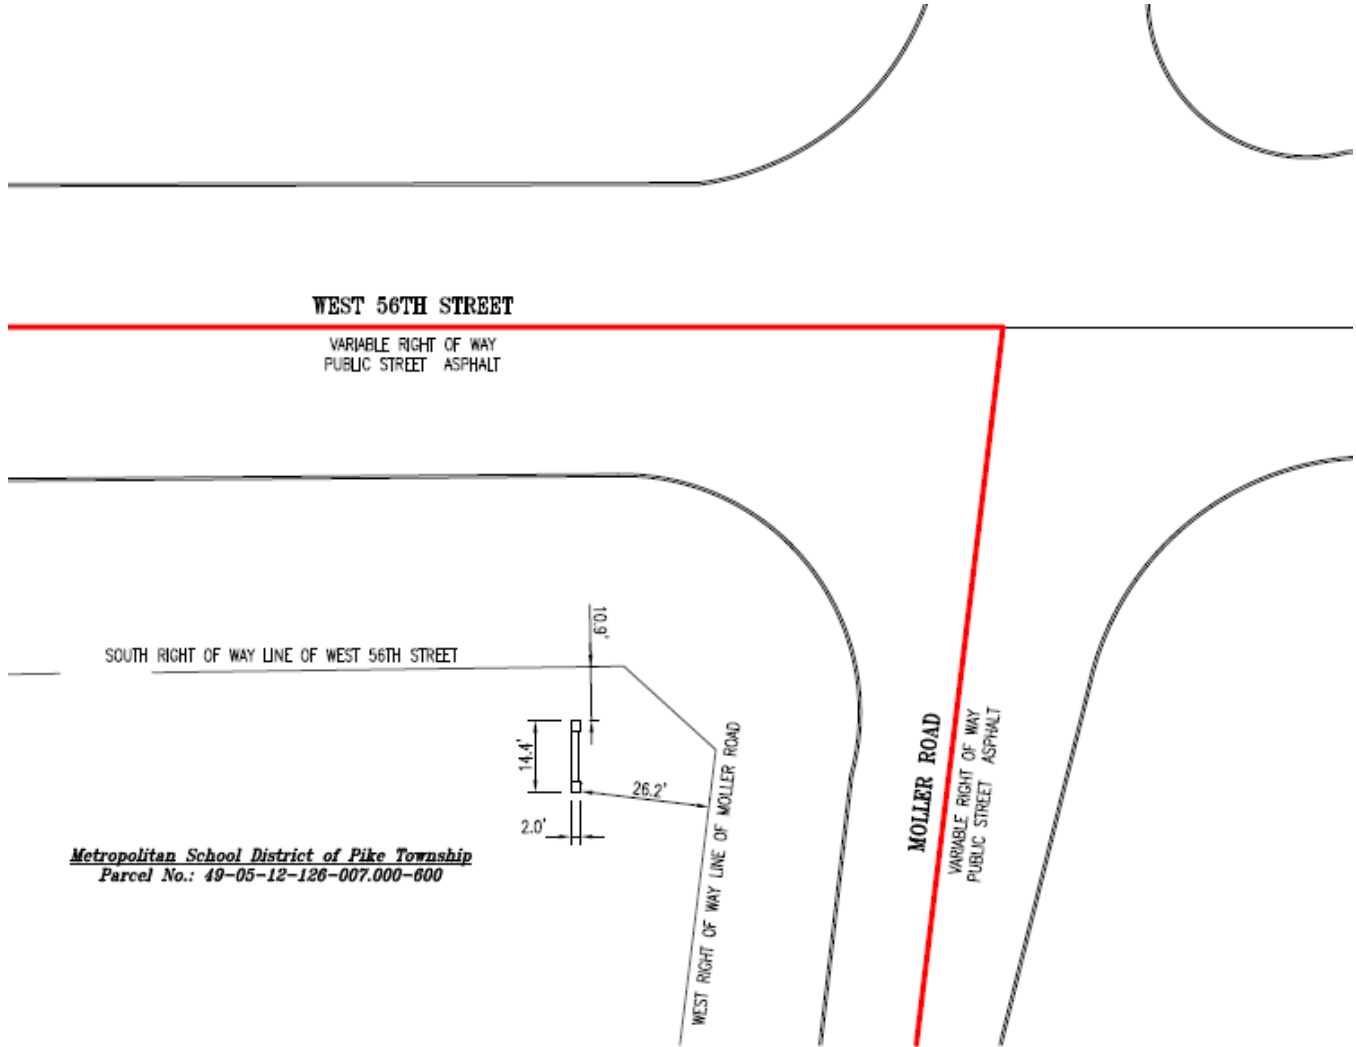 WEST 56TH STREET
VARIABLE RIGHT OF WAY
PUBLIC STREET ASPHALT
10.9'
SOUTH RIGHT OF WAY LINE OF WEST 56TH STREET
14.4'
26.2'
2.0'
WEST RIGHT OF WAY LINE OF MOLLER ROAD
MOLLER ROAD
VARIABLE RIGHT OF WAY
PUBLIC STREET ASPHALT
Metropolitan School District of Pike Township
Parcel No.: 49-05-12-126-007.000-600